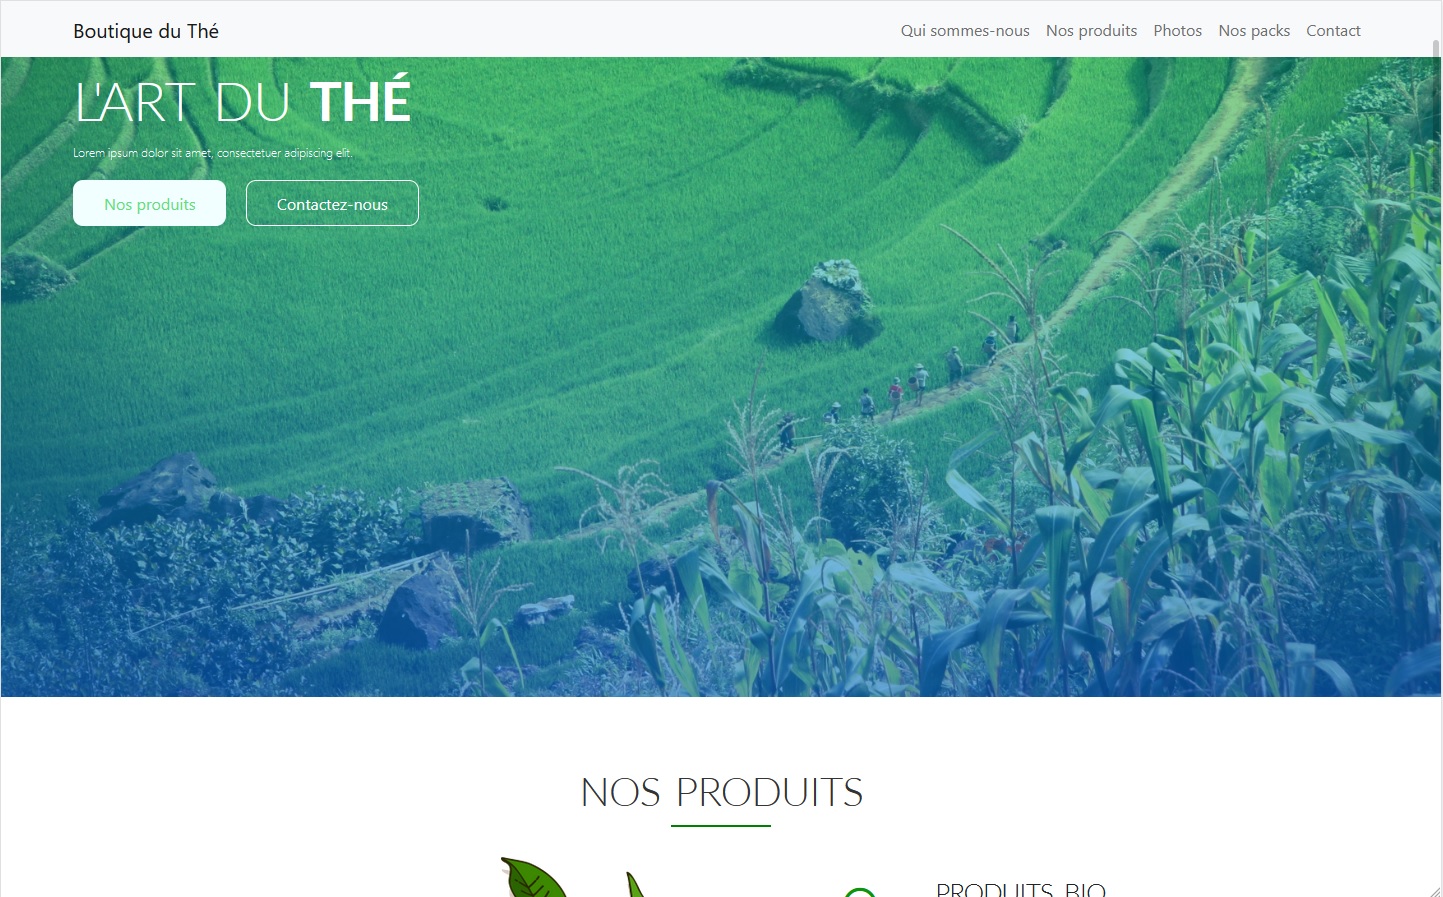 Boutique du Thé
Qui sommes-nous Nos produits Photos Nos packs Contact
L'ART DU THÉ
Lorem ipsum dolor sit amet, consectetuer adipiscing elit.
Nos produits Contactez-nous
NOS PRODUITS
PRODUITS BIO